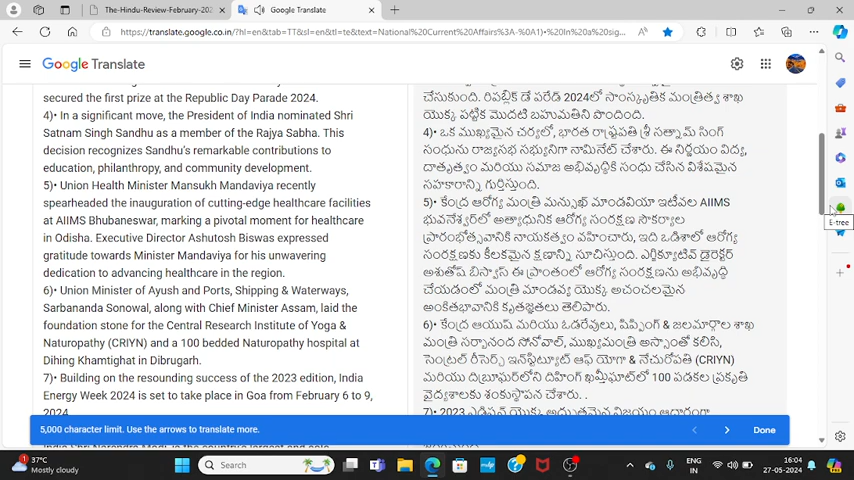 The-Hindu-Review-February-202
Google Translate
https://translate.google.co.in/?hl=en&tab=TT&sl=en&tl=te&text=National%20Current%20Affairs%3A-%0A1)•%20In%20a%20sig...
Google Translate
secured the first prize at the Republic Day Parade 2024.
4)• In a significant move, the President of India nominated Shri
Satnam Singh Sandhu as a member of the Rajya Sabha. This
decision recognizes Sandhu's remarkable contributions to
education, philanthropy, and community development.
5)• Union Health Minister Mansukh Mandaviya recently
spearheaded the inauguration of cutting-edge healthcare facilities
at AIIMS Bhubaneswar, marking a pivotal moment for healthcare
in Odisha. Executive Director Ashutosh Biswas expressed
gratitude towards Minister Mandaviya for his unwavering
dedication to advancing healthcare in the region.
6)• Union Minister of Ayush and Ports, Shipping & Waterways,
Sarbananda Sonowal, along with Chief Minister Assam, laid the
foundation stone for the Central Research Institute of Yoga &
Naturopathy (CRIYN) and a 100 bedded Naturopathy hospital at
Dihing Khamtighat in Dibrugarh.
7)• Building on the resounding success of the 2023 edition, India
Energy Week 2024 is set to take place in Goa from February 6 to 9,
2024.
చేసుకుంది. రిపబ్లిక్ డే పరేడ్ 2024లో సాంస్కృతిక మంత్రిత్వ శాఖ
యొక్క పట్టిక మొదటి బహుమతిని పొందింది.
4)• ఒక ముఖ్యమైన చర్యలో, భారత రాష్ట్రపతి శ్రీ సత్నామ్ సింగ్
సంధును రాజ్యసభ సభ్యునిగా నామినేట్ చేశారు. ఈ నిర్ణయం విద్య,
దాతృత్వం మరియు సమాజ అభివృద్ధికి సంధు చేసిన విశేషమైన
సహకారాన్ని గుర్తిస్తుంది.
5)• కేంద్ర ఆరోగ్య మంత్రి మన్సుఖ్ మాండవియా ఇటీవల AIIMS
భువనేశ్వర్‌లో అత్యాధునిక ఆరోగ్య సంరక్షణ సౌకర్యాల
ప్రారంభోత్సవానికి నాయకత్వం వహించారు, ఇది ఒడిశాలో ఆరోగ్య
సంరక్షణకు కీలకమైన క్షణాన్ని సూచిస్తుంది. ఎగ్జిక్యూటివ్ డైరెక్టర్
అశుతోష్ బిస్వాస్ ఈ ప్రాంతంలో ఆరోగ్య సంరక్షణను అభివృద్ధి
చేయడంలో మంత్రి మాండవ్య యొక్క అచంచలమైన
అంకితభావానికి కృతజ్ఞతలు తెలిపారు.
6)• కేంద్ర ఆయుష్ మరియు ఓడరేవులు, షిప్పింగ్ & జలమార్గాల శాఖ
మంత్రి సర్బానంద సోనోవాల్, ముఖ్యమంత్రి అస్సాంతో కలిసి,
సెంట్రల్ రీసెర్చ్ ఇన్‌స్టిట్యూట్ ఆఫ్ యోగా & నేచురోపతి (CRIYN)
మరియు దిబ్రూఘర్‌లోని దిహింగ్ ఖమ్తీఘాట్‌లో 100 పడకల ప్రకృతి
వైద్యశాలకు శంకుస్థాపన చేశారు. .
7)• 2023 ఎడిషన్ యొక్క అద్భుతమైన విజయం ఆధారంగా
5,000 character limit. Use the arrows to translate more.
Done
E-tree
37°C
Mostly cloudy
Search
ENG
IN
16:04
27-05-2024